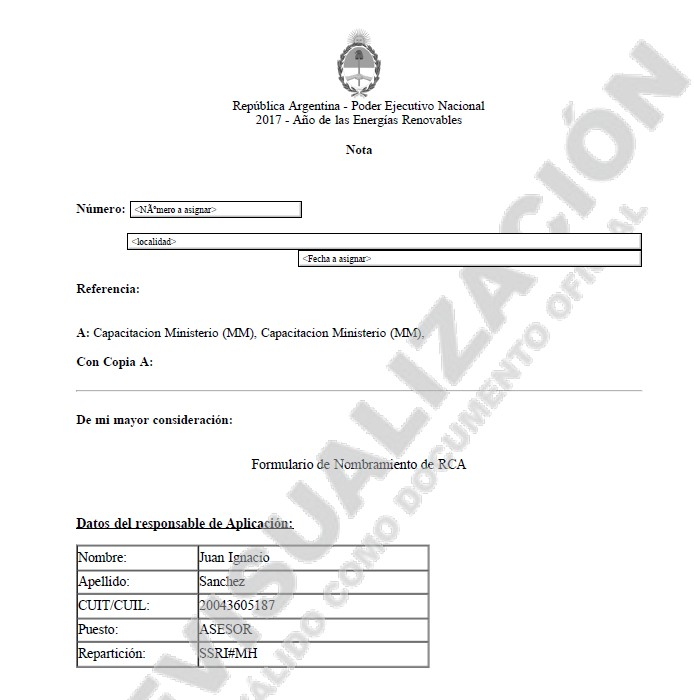 República Argentina - Poder Ejecutivo Nacional
2017 - Año de las Energías Renovables
Nota
Número: <NÃºmero a asignar>
<localidad>
<Fecha a asignar>
Referencia:
A: Capacitacion Ministerio (MM), Capacitacion Ministerio (MM),
Con Copia A:
De mi mayor consideración:
Formulario de Nombramiento de RCA
Datos del responsable de Aplicación:
Nombre: Juan Ignacio
Apellido: Sanchez
CUIT/CUIL: 20043605187
Puesto: ASESOR
Repartición: SSRI#MH
EVISUALIZACIÓN
VÁLIDO COMO DOCUMENTO OFICIAL